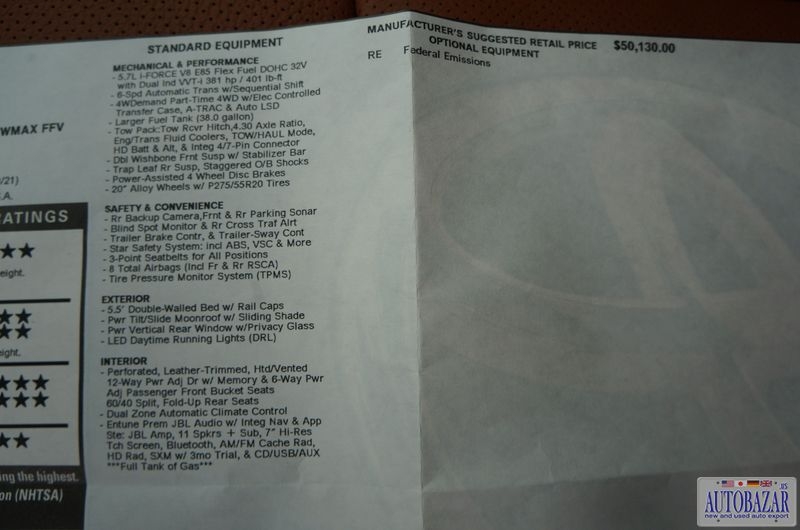 STANDARD EQUIPMENT
MECHANICAL & PERFORMANCE
- 5.7L i-FORCE V8 E85 Flex Fuel DOHC 32V
with Dual Ind VVT-i 381 hp / 401 lb-ft
- 6-Spd Automatic Trans w/Sequential Shift
- 4WDemand Part-Time 4WD w/Elec Controlled
Transfer Case, A-TRAC & Auto LSD
- Larger Fuel Tank (38.0 gallon)
- Tow Pack:Tow Rcvr Hitch,4.30 Axle Ratio,
Eng/Trans Fluid Coolers, TOW/HAUL Mode,
HD Batt & Alt, & Integ 4/7-Pin Connector
- Dbl Wishbone Frnt Susp w/ Stabilizer Bar
- Trap Leaf Rr Susp, Staggered O/B Shocks
- Power-Assisted 4 Wheel Disc Brakes
- 20" Alloy Wheels w/ P275/55R20 Tires
SAFETY & CONVENIENCE
- Rr Backup Camera,Frnt & Rr Parking Sonar
- Blind Spot Monitor & Rr Cross Traf Alrt
- Trailer Brake Contr, & Trailer-Sway Cont
- Star Safety System: incl ABS, VSC & More
- 3-Point Seatbelts for All Positions
- 8 Total Airbags (Incl Fr & Rr RSCA)
- Tire Pressure Monitor System (TPMS)
EXTERIOR
- 5.5' Double-Walled Bed w/ Rail Caps
- Pwr Tilt/Slide Moonroof w/ Sliding Shade
- Pwr Vertical Rear Window w/Privacy Glass
- LED Daytime Running Lights (DRL)
INTERIOR
- Perforated, Leather-Trimmed, Htd/Vented
12-Way Pwr Adj Dr w/ Memory & 6-Way Pwr
Adj Passenger Front Bucket Seats
60/40 Split, Fold-Up Rear Seats
- Dual Zone Automatic Climate Control
- Entune Prem JBL Audio w/ Integ Nav & App
Ste: JBL Amp, 11 Spkrs + Sub, 7" Hi-Res
Tch Screen, Bluetooth, AM/FM Cache Rad,
HD Rad, SXM w/ 3mo Trial, & CD/USB/AUX
***Full Tank of Gas***
MANUFACTURER'S SUGGESTED RETAIL PRICE $50,130.00
OPTIONAL EQUIPMENT
RE Federal Emissions
WMAX FFV
/21)
.A.
ATINGS
★★
eight.
★★
★★
eight.
★★★
★★★
★★
ing the highest.
on (NHTSA)
AUTOBAZAR.US
new and used auto export